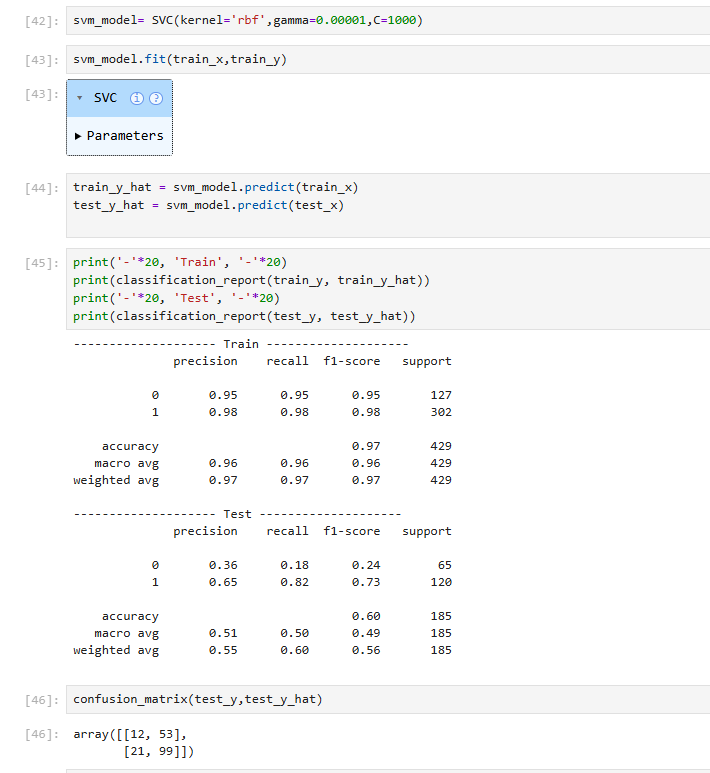 [42]: svm_model= SVC(kernel='rbf',gamma=0.00001,C=1000)
[43]: svm_model.fit(train_x,train_y)
[43]: ▾ SVC i ?
▶ Parameters
[44]: train_y_hat = svm_model.predict(train_x)
test_y_hat = svm_model.predict(test_x)
[45]: print('-'*20, 'Train', '-'*20)
print(classification_report(train_y, train_y_hat))
print('-'*20, 'Test', '-'*20)
print(classification_report(test_y, test_y_hat))
-------------------- Train --------------------
precision recall f1-score support
0 0.95 0.95 0.95 127
1 0.98 0.98 0.98 302
accuracy 0.97 429
macro avg 0.96 0.96 0.96 429
weighted avg 0.97 0.97 0.97 429
-------------------- Test --------------------
precision recall f1-score support
0 0.36 0.18 0.24 65
1 0.65 0.82 0.73 120
accuracy 0.60 185
macro avg 0.51 0.50 0.49 185
weighted avg 0.55 0.60 0.56 185
[46]: confusion_matrix(test_y,test_y_hat)
[46]: array([[12, 53],
[21, 99]])